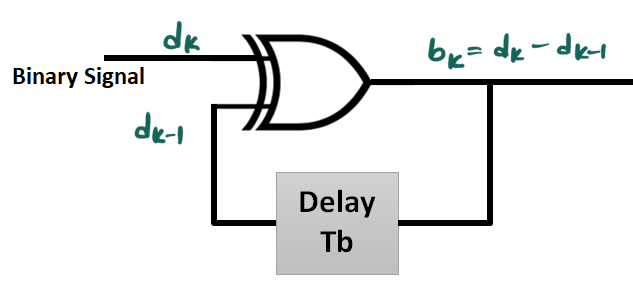 dk
bk = dk - dk-1
Binary Signal
dk-1
Delay
Tb